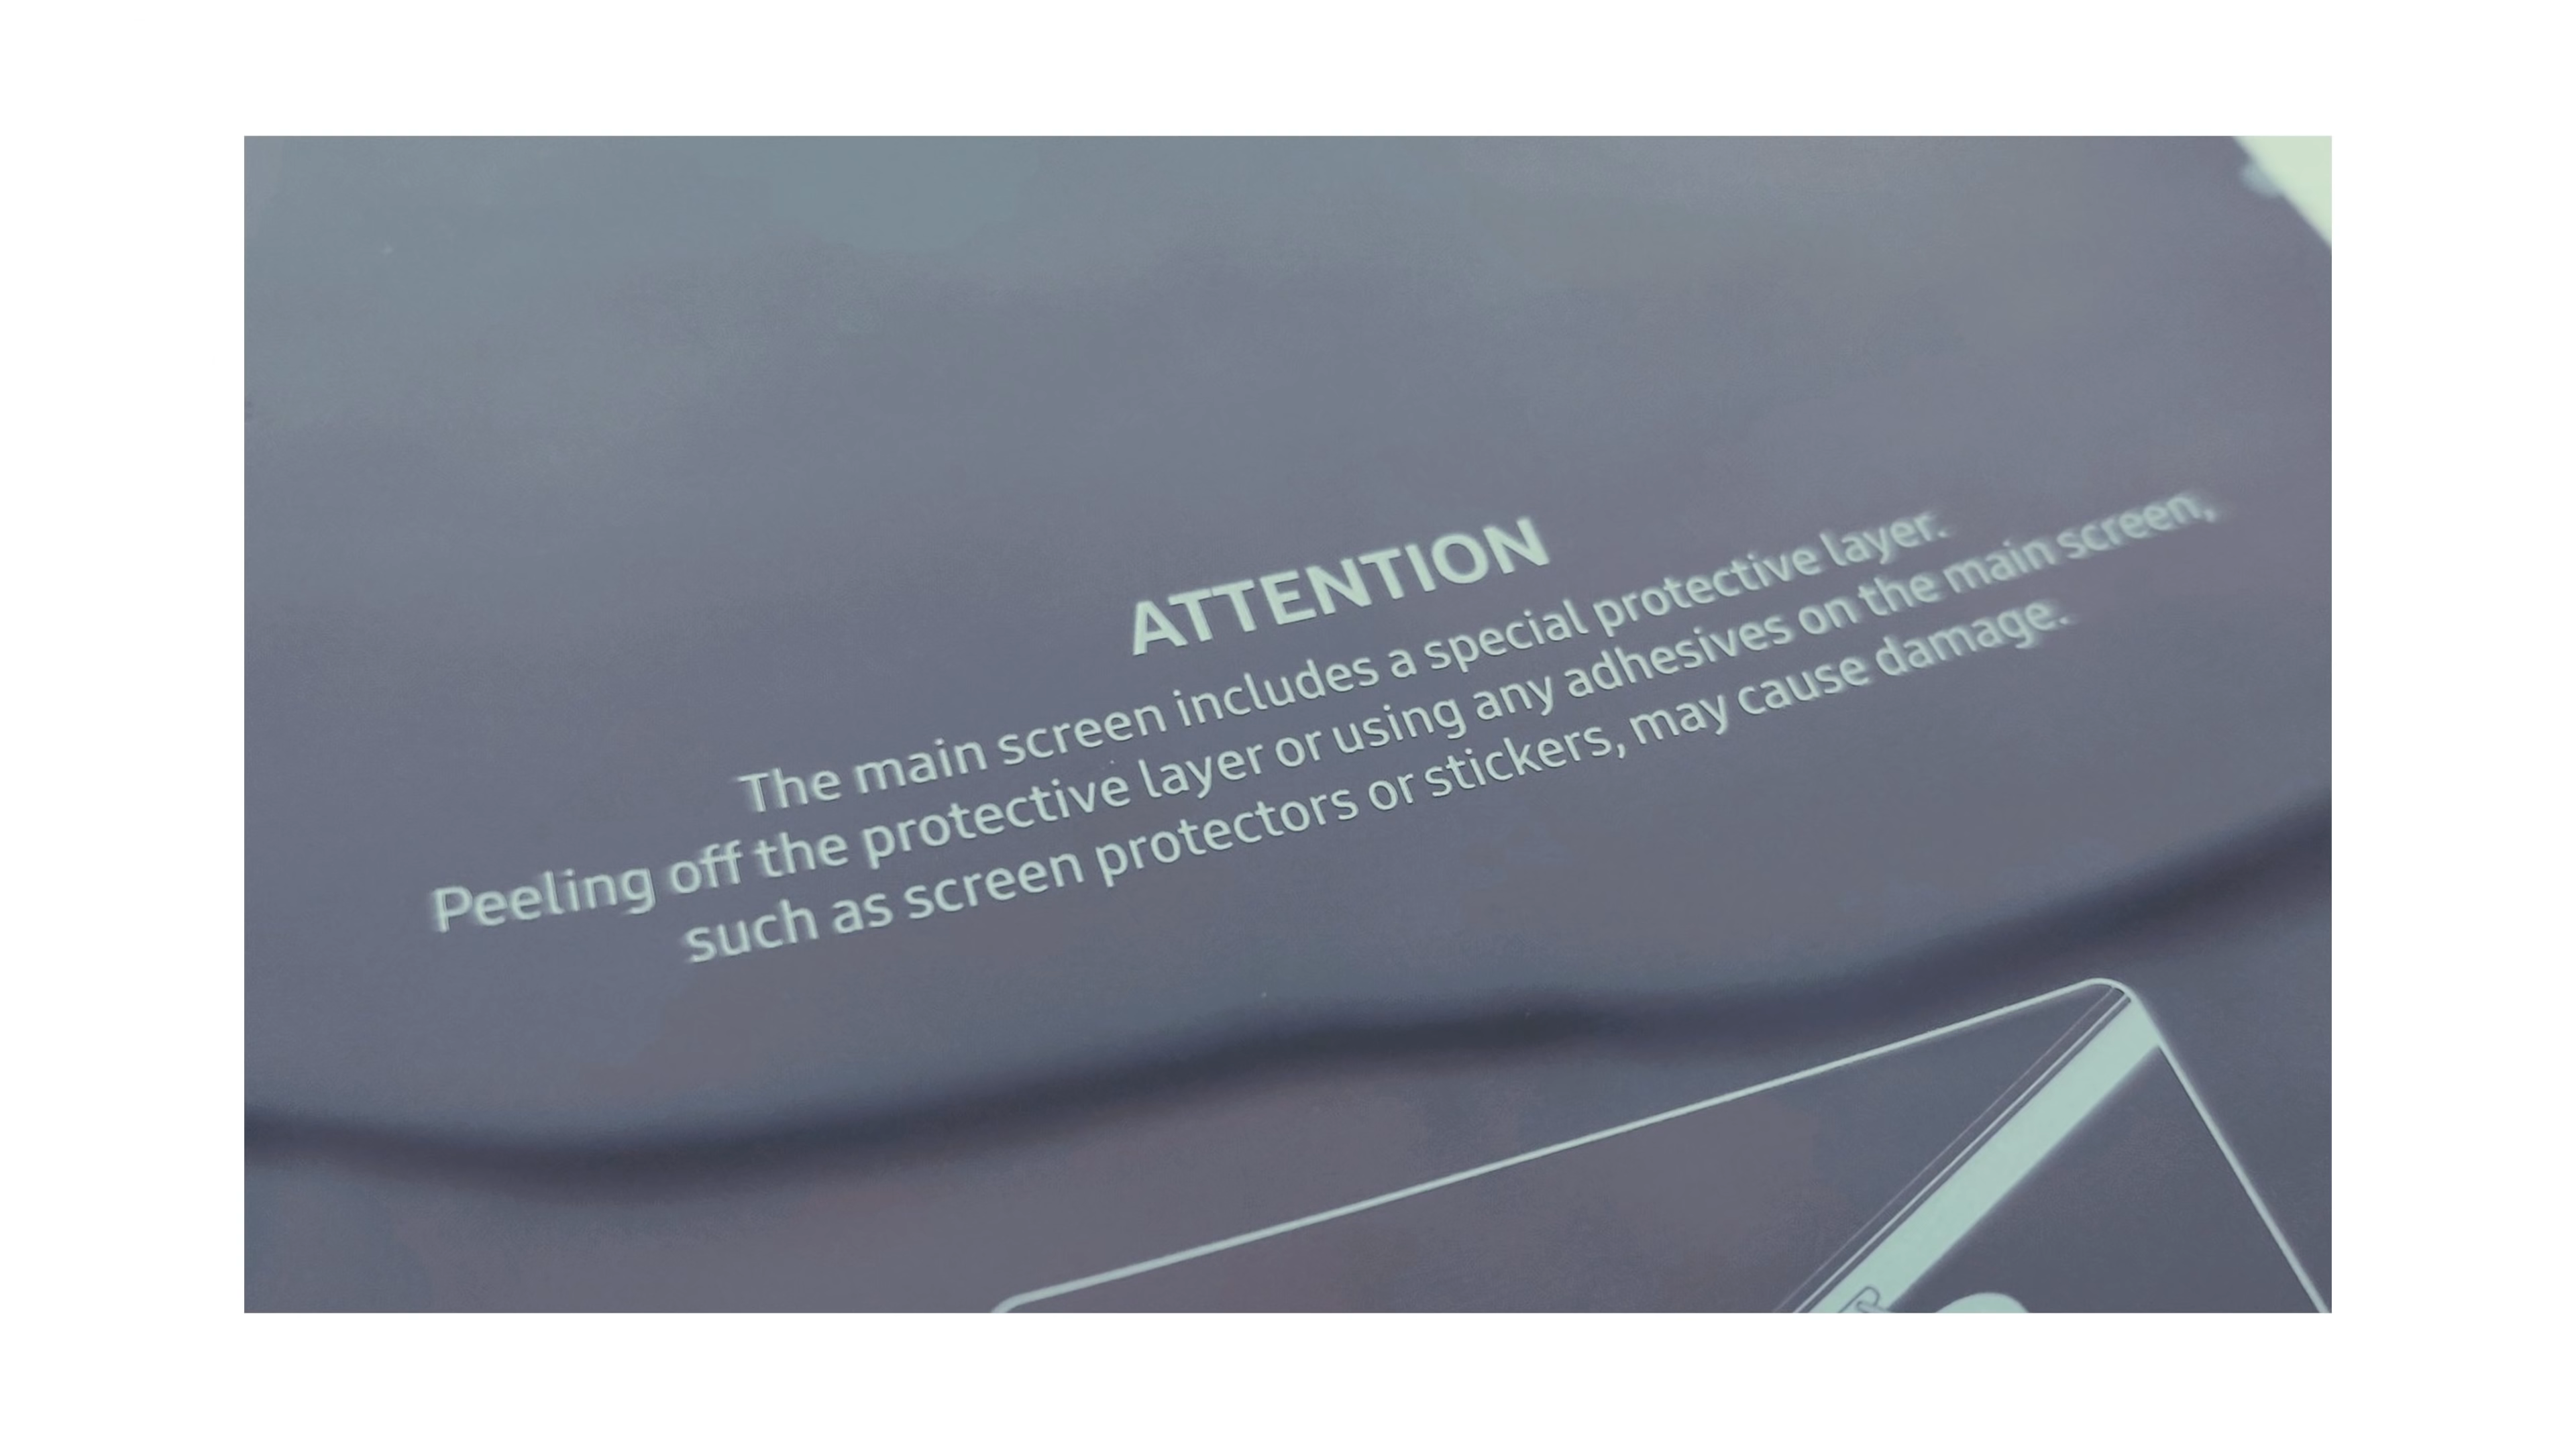 ATTENTION
The main screen includes a special protective layer.
Peeling off the protective layer or using any adhesives on the main screen,
such as screen protectors or stickers, may cause damage.